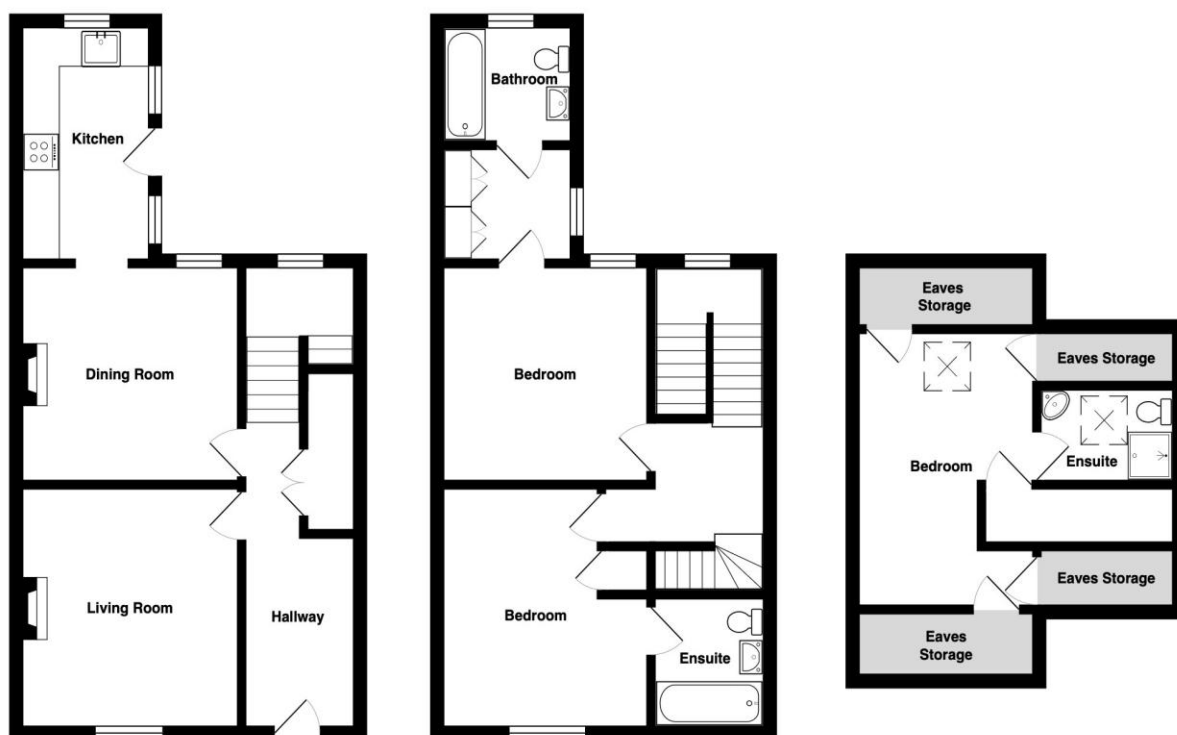 Kitchen
Dining Room
Living Room
Hallway
Bathroom
Bedroom
Bedroom
Ensuite
Eaves
Storage
Eaves Storage
Bedroom
Ensuite
Eaves Storage
Eaves
Storage